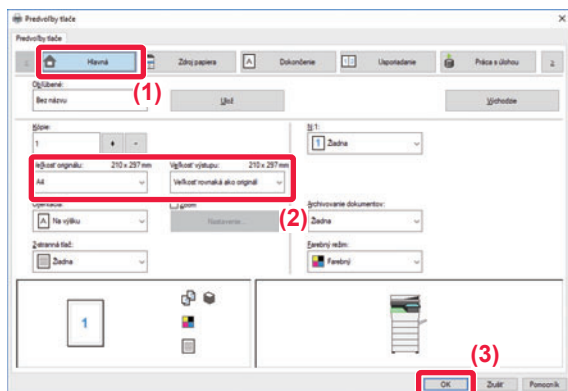 Predvoľby tlače
Predvoľby tlače
Hlavná
Zdroj papiera
Dokončenie
Usporiadanie
Práca s úlohou
(1)
Obľúbené:
Bez názvu
Ulož
Východzie
Kópie:
1
+ -
N:1:
1 Žiadna
Veľkosť originálu: 210 x 297 mm
Veľkosť výstupu: 210 x 297 mm
A4
Veľkosť rovnaká ako originál
(2)
Orientácia:
Zoom
Archivovanie dokumentov:
Na výšku
Nastavenie...
Žiadna
2-stranná tlač:
Farebný režim:
Žiadna
Farebný
1
(3)
OK
Zrušiť
Pomocník